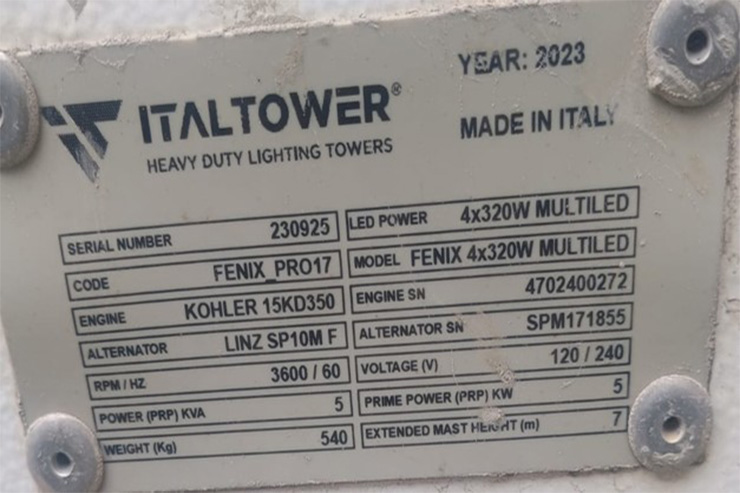 ITALTOWER®
HEAVY DUTY LIGHTING TOWERS
YEAR: 2023
MADE IN ITALY
SERIAL NUMBER 230925 LED POWER 4x320W MULTILED
CODE FENIX_PRO17 MODEL FENIX 4x320W MULTILED
ENGINE KOHLER 15KD350 ENGINE SN 4702400272
ALTERNATOR LINZ SP10M F ALTERNATOR SN SPM171855
RPM / HZ 3600 / 60 VOLTAGE (V) 120 / 240
POWER (PRP) KVA 5 PRIME POWER (PRP) KW 5
WEIGHT (Kg) 540 EXTENDED MAST HEIGHT (m) 7